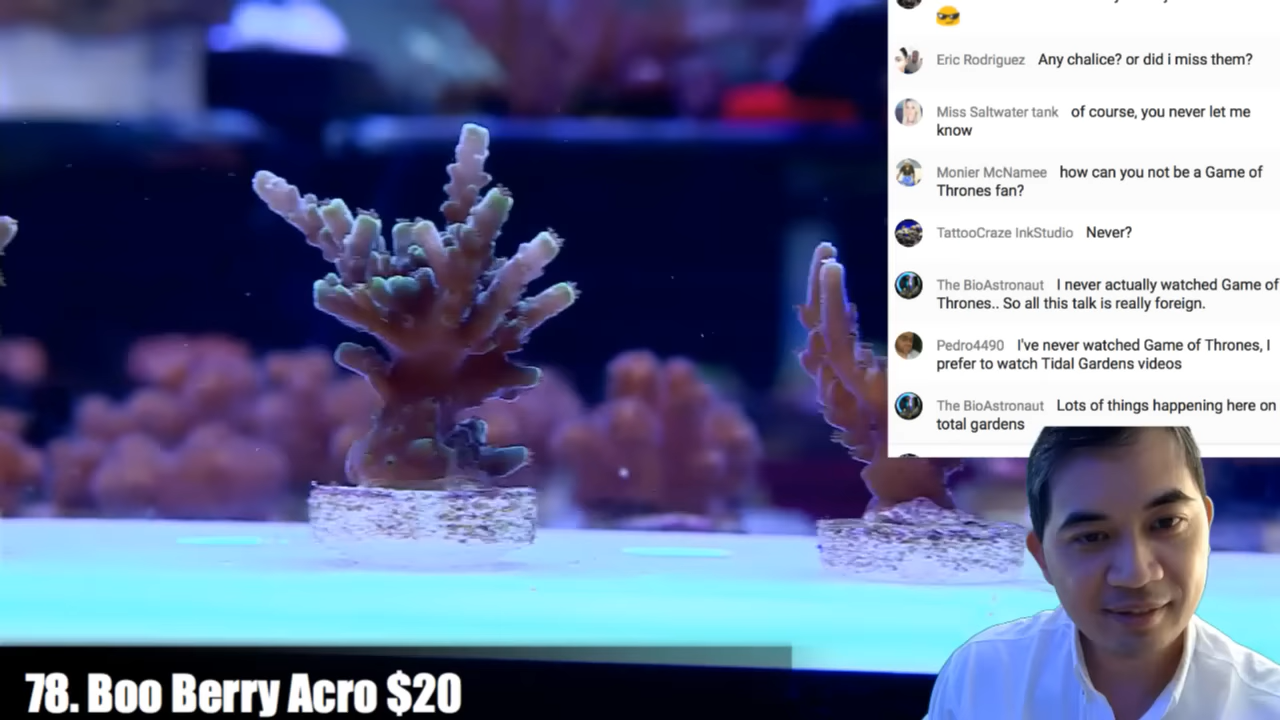 Eric Rodriguez Any chalice? or did i miss them?
Miss Saltwater tank of course, you never let me
know
Monier McNamee how can you not be a Game of
Thrones fan?
TattooCraze InkStudio Never?
The BioAstronaut I never actually watched Game of
Thrones.. So all this talk is really foreign.
Pedro4490 I've never watched Game of Thrones, I
prefer to watch Tidal Gardens videos
The BioAstronaut Lots of things happening here on
total gardens
78. Boo Berry Acro $20